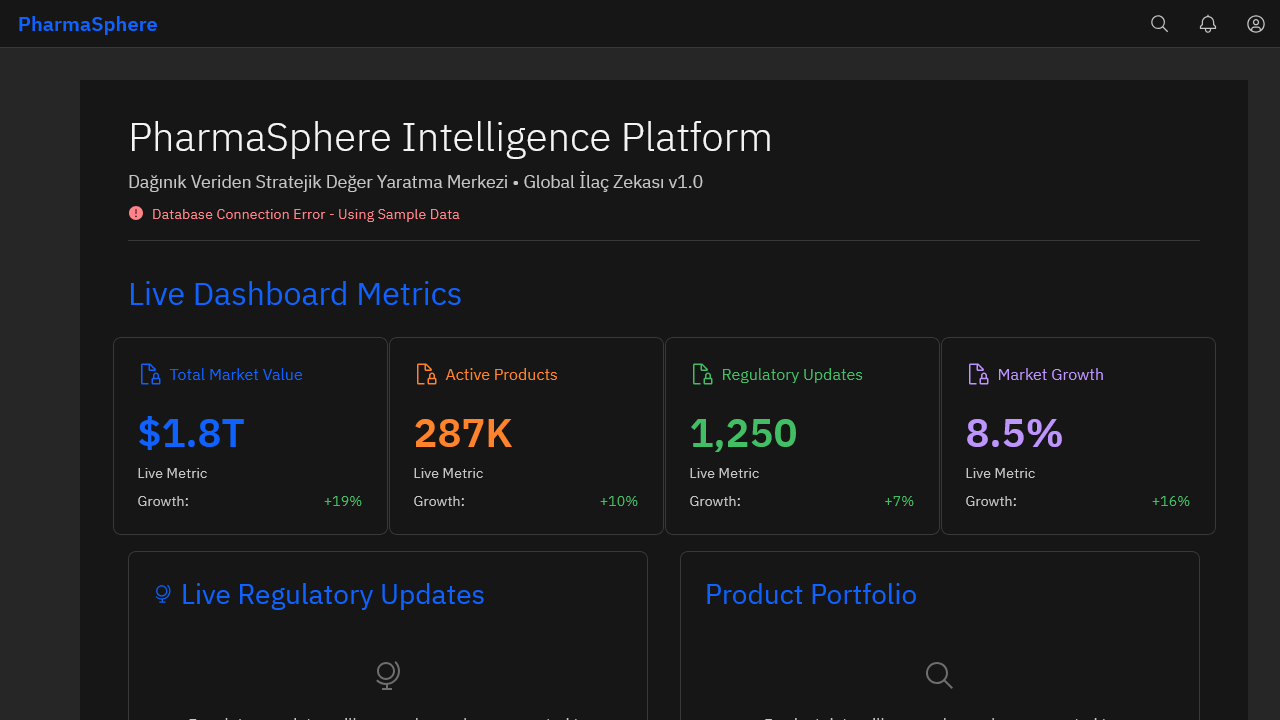 PharmaSphere
PharmaSphere Intelligence Platform
Dağınık Veriden Stratejik Değer Yaratma Merkezi • Global İlaç Zekası v1.0
Database Connection Error - Using Sample Data
Live Dashboard Metrics
Total Market Value
$1.8T
Live Metric
Growth: +19%
Active Products
287K
Live Metric
Growth: +10%
Regulatory Updates
1,250
Live Metric
Growth: +7%
Market Growth
8.5%
Live Metric
Growth: +16%
Live Regulatory Updates
Product Portfolio